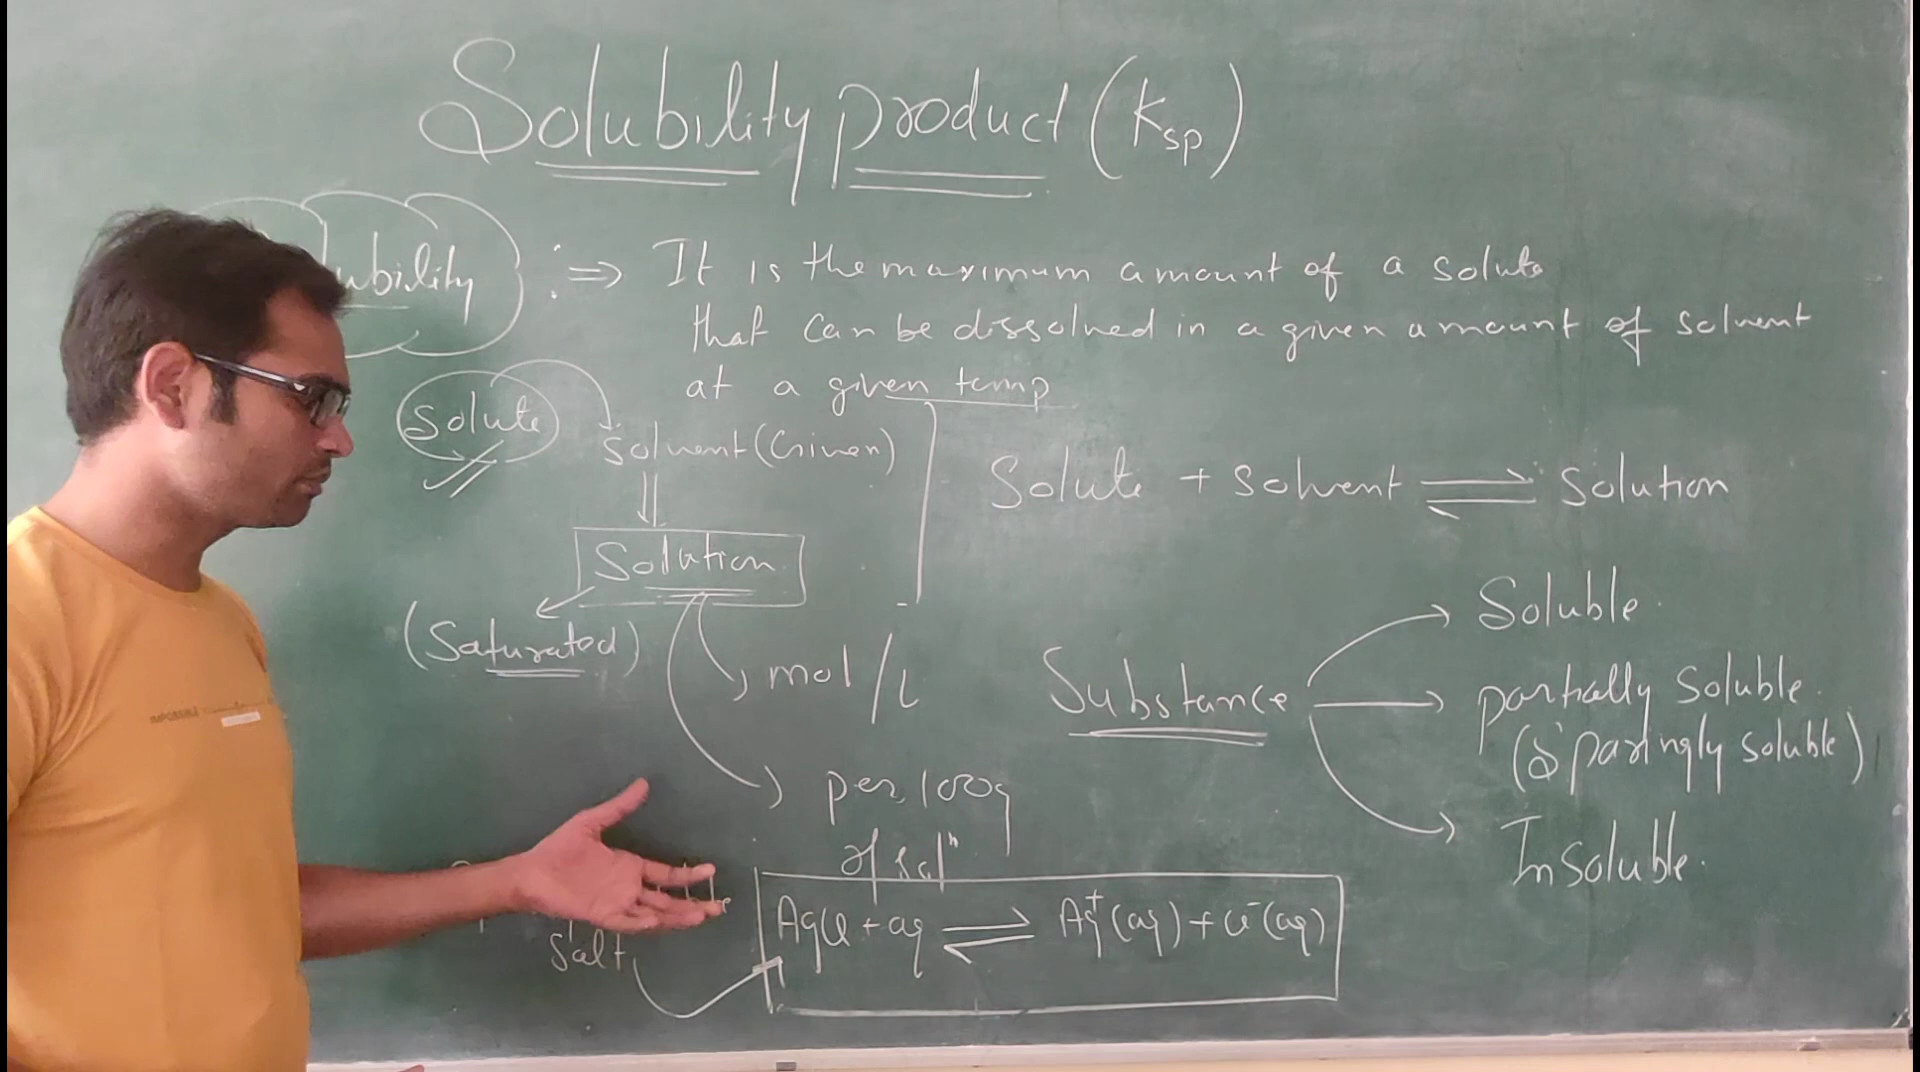 Solubility product (Ksp)
ubility : ⇒ It is the maximum amount of a solute
that can be dissolved in a given amount of solvent
at a given temp
Solute
solvent (Given)
Solute + solvent ⇌ solution
Solution
(Saturated)
mol/L
per 100g
of solⁿ
Substance
Soluble.
partially soluble.
(Sparingly soluble)
Insoluble.
Salt
AgCl + aq ⇌ Ag⁺(aq) + Cl⁻(aq)
IMPOSSIBLE